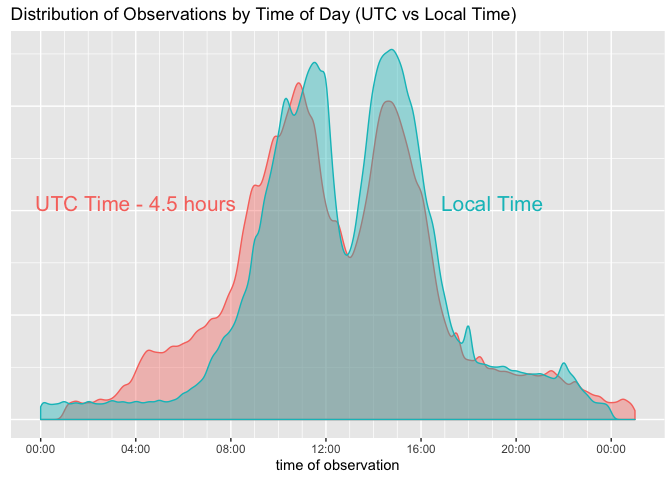 Distribution of Observations by Time of Day (UTC vs Local Time)
UTC Time - 4.5 hours
Local Time
00:00 04:00 08:00 12:00 16:00 20:00 00:00
time of observation